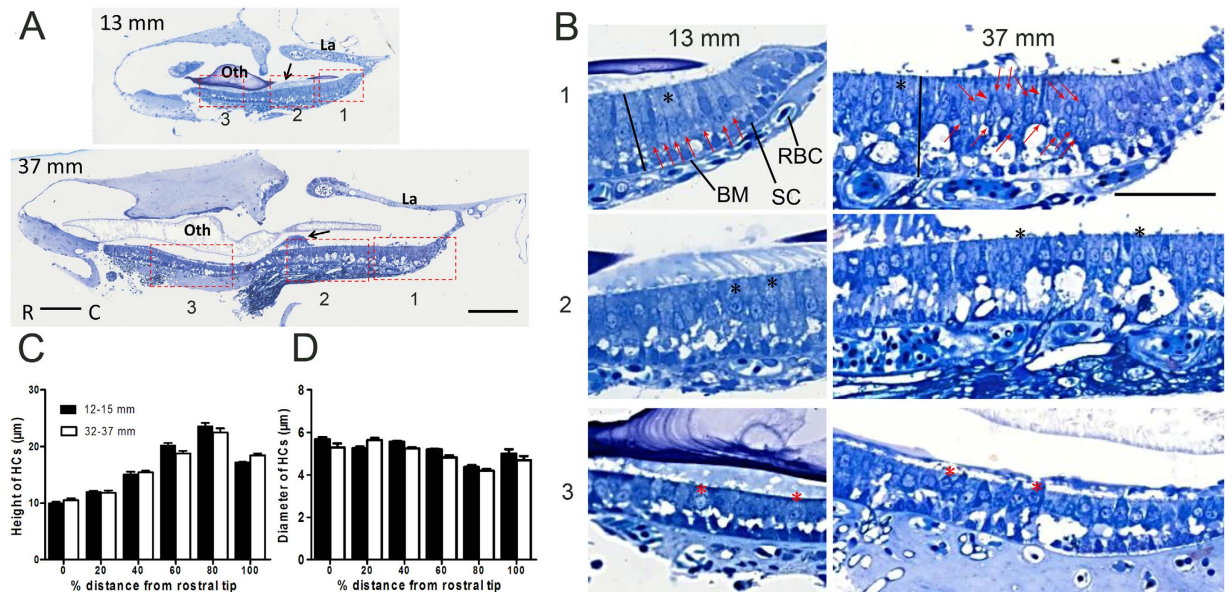 A
13 mm
La
Oth
3
2
1
37 mm
La
Oth
3
2
1
R C
B
13 mm
37 mm
1
*
*
RBC
SC
BM
2
* *
* *
3
* *
* *
C
30
20
10
0
Height of HCs (µm)
12-15 mm
32-37 mm
0 20 40 60 80 100
% distance from rostral tip
D
8
6
4
2
0
Diameter of HCs (µm)
0 20 40 60 80 100
% distance from rostral tip